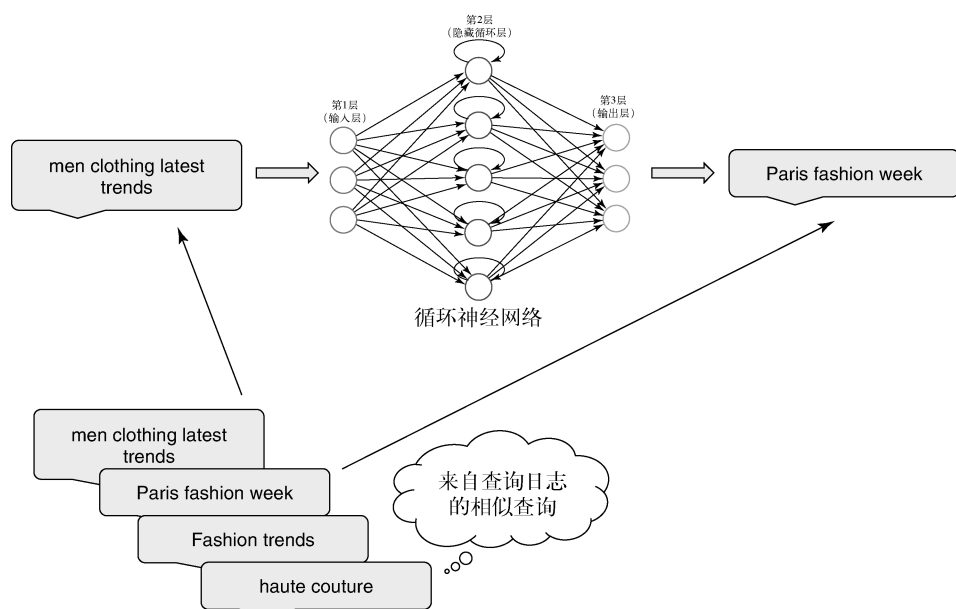 第2层
（隐藏循环层）
第1层
（输入层）
第3层
（输出层）
men clothing latest
trends
Paris fashion week
循环神经网络
men clothing latest
trends
Paris fashion week
Fashion trends
haute couture
来自查询日志
的相似查询